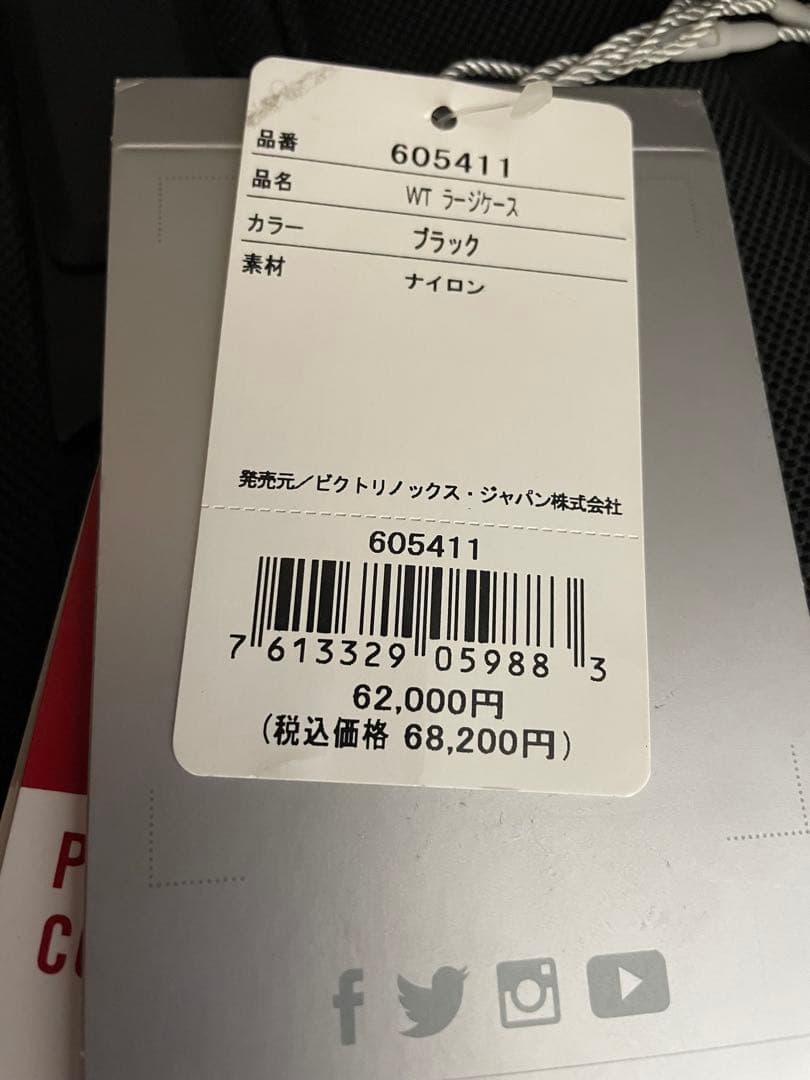 品番 605411
品名 WT ラージケース
カラー ブラック
素材 ナイロン
発売元／ビクトリノックス・ジャパン株式会社
605411
7 613329 059883
62,000円
(税込価格 68,200円)